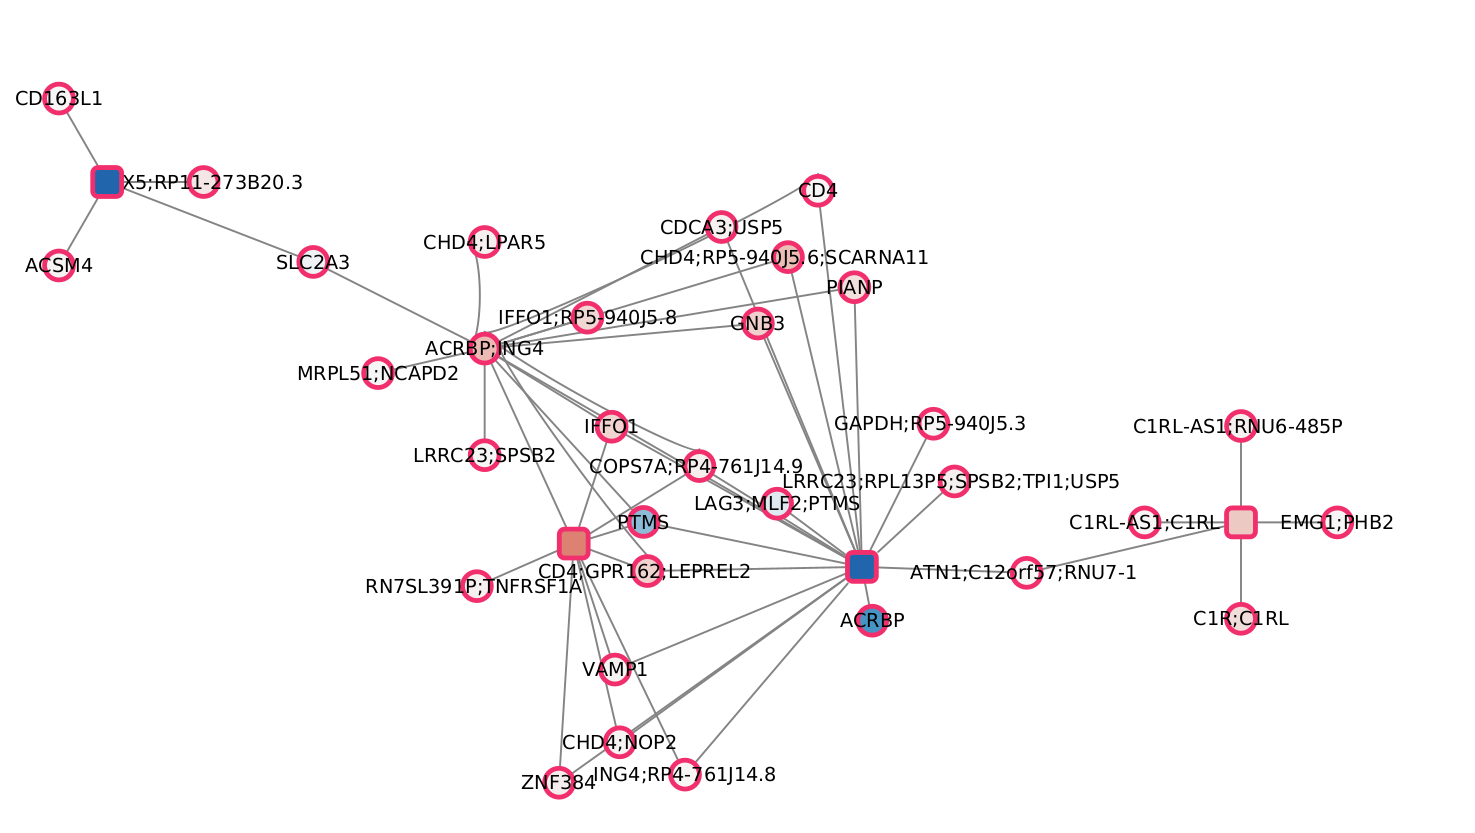 CD163L1
X5;RP11-273B20.3
CD4
CDCA3;USP5
CHD4;LPAR5
CHD4;RP5-940J5.6;SCARNA11
ACSM4
SLC2A3
PIANP
IFFO1;RP5-940J5.8
GNB3
ACRBP;ING4
MRPL51;NCAPD2
IFFO1
GAPDH;RP5-940J5.3
C1RL-AS1;RNU6-485P
LRRC23;SPSB2
COPS7A;RP4-761J14.9
LRRC23;RPL13P5;SPSB2;TPI1;USP5
LAG3;MLF2;PTMS
PTMS
C1RL-AS1;C1RL
EMG1;PHB2
CD4;GPR162;LEPREL2
ATN1;C12orf57;RNU7-1
RN7SL391P;TNFRSF1A
ACRBP
C1R;C1RL
VAMP1
CHD4;NOP2
ING4;RP4-761J14.8
ZNF384